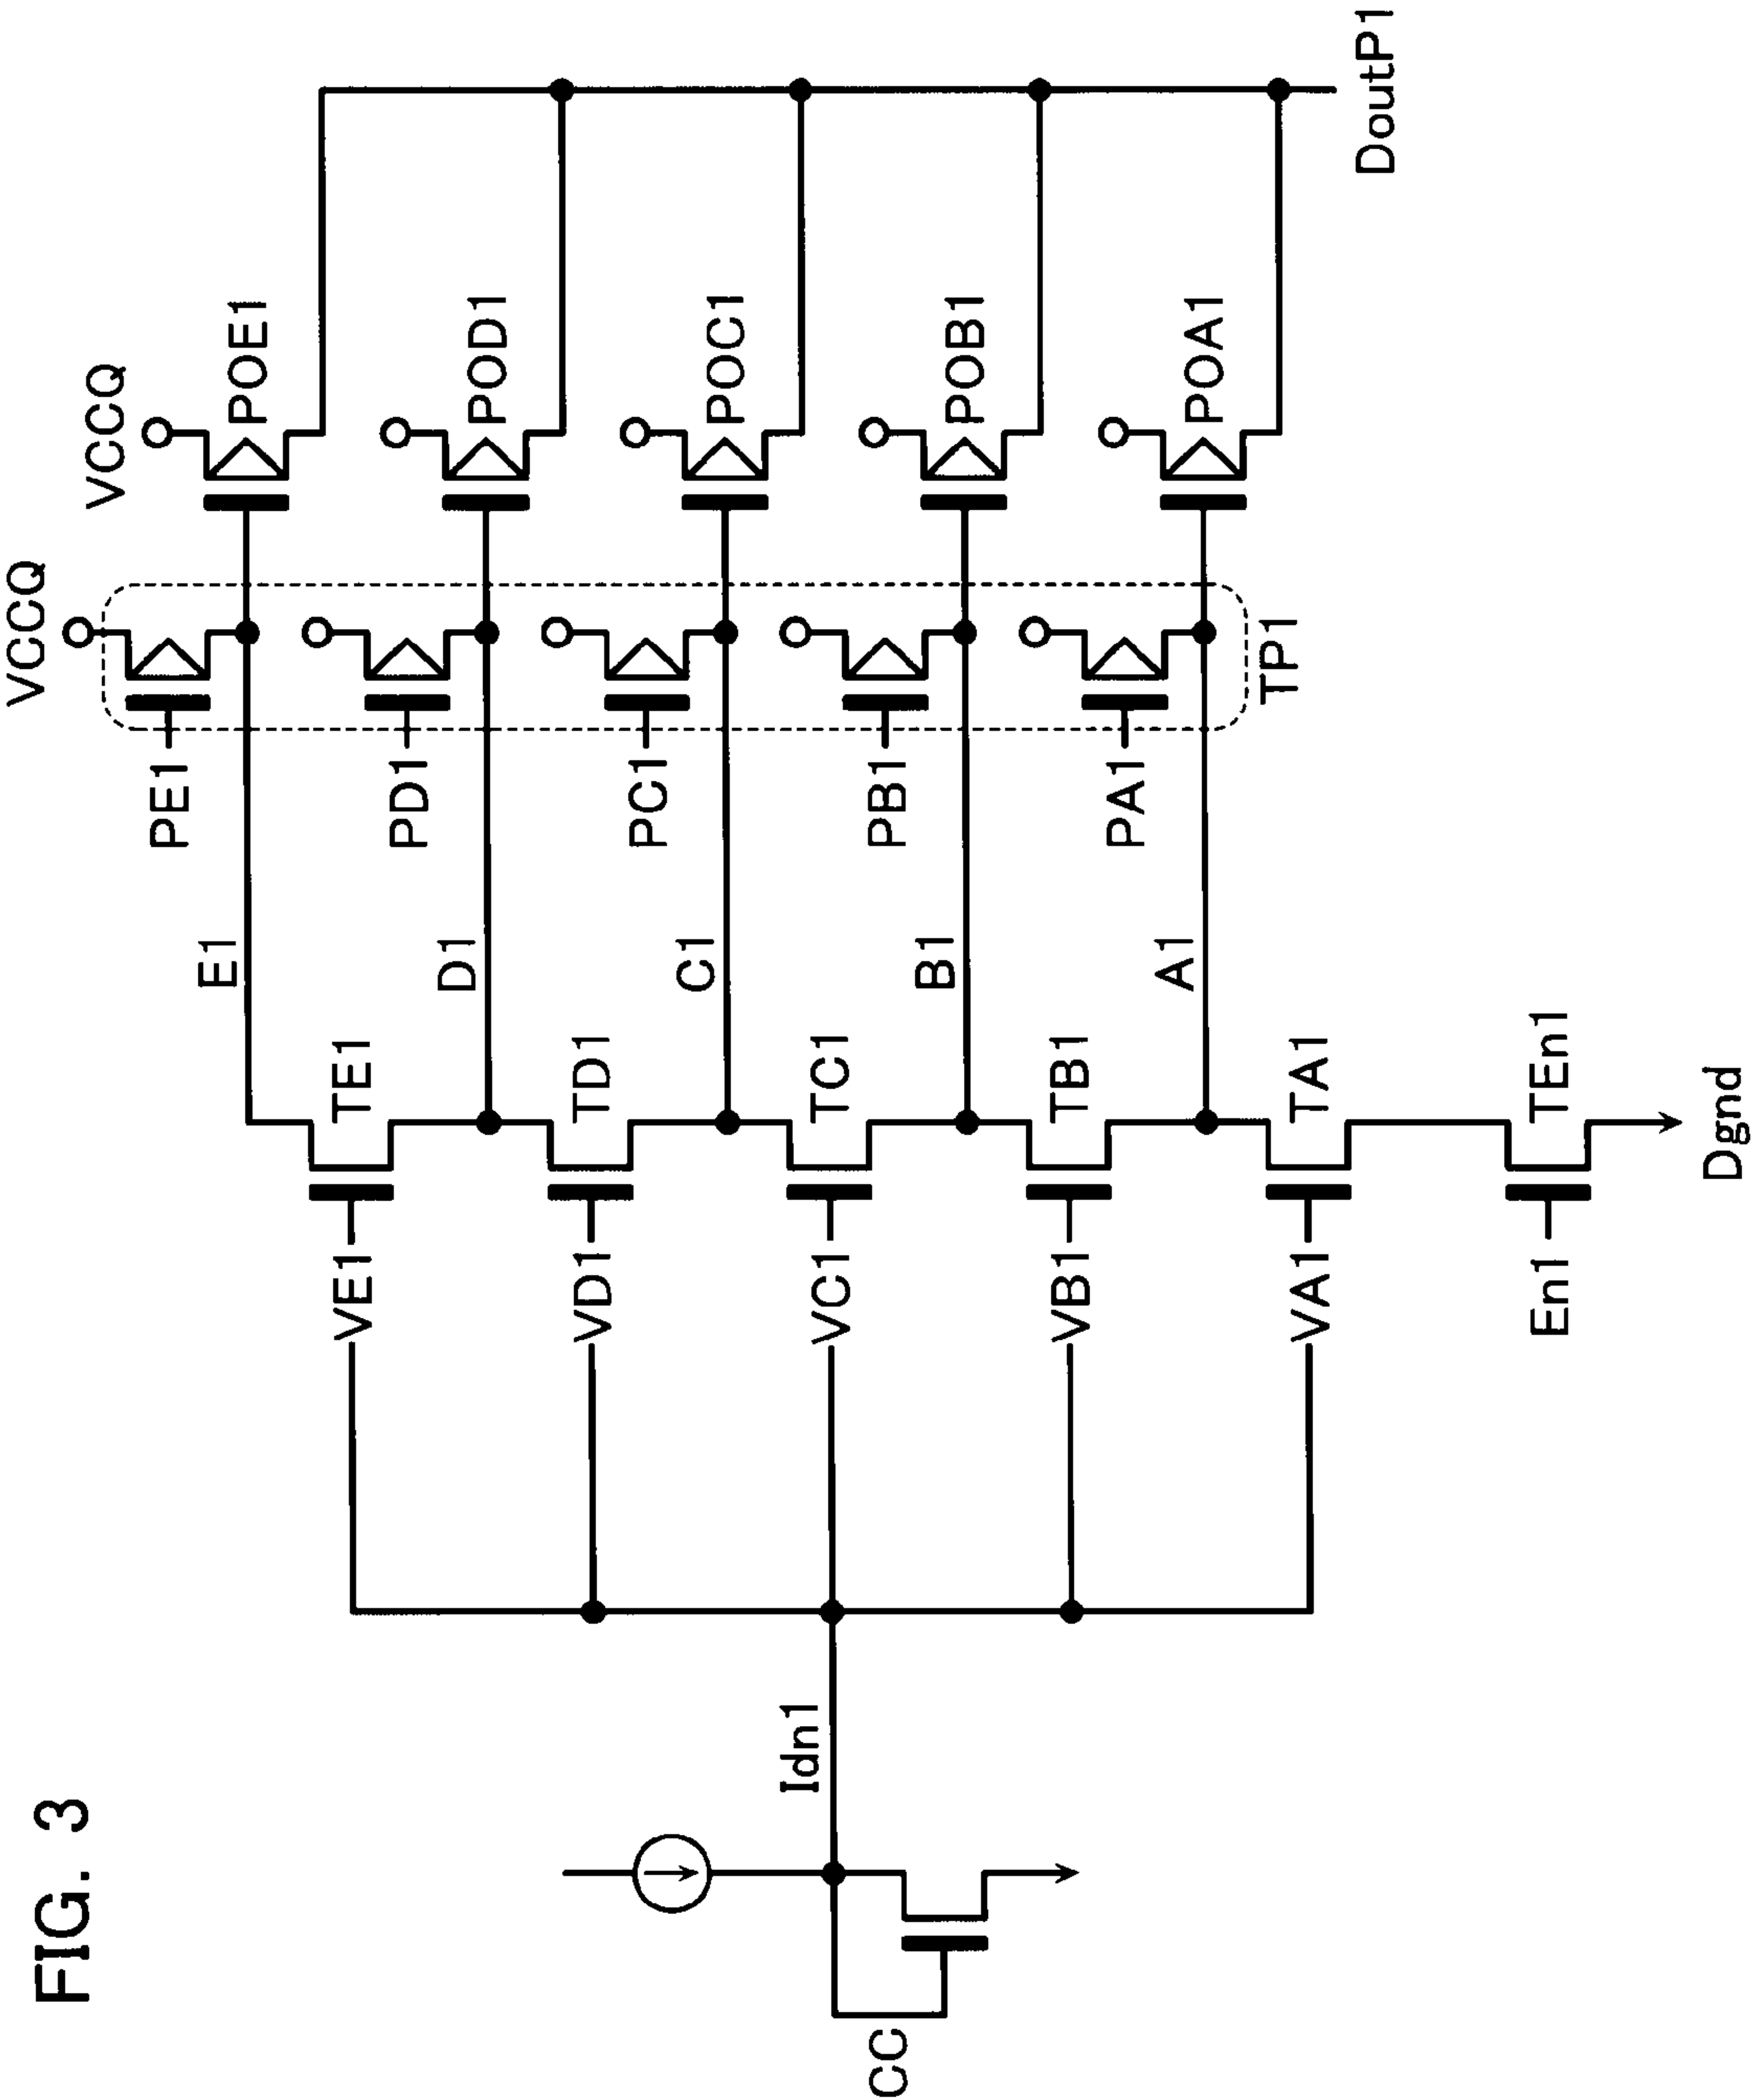 FIG. 3
VCCQ
VCCQ
PE1
POE1
E1
TE1
VE1
PD1
POD1
D1
TD1
VD1
PC1
POC1
C1
TC1
VC1
PB1
POB1
B1
TB1
VB1
PA1
POA1
A1
TA1
VA1
TP1
DoutP1
TEn1
En1
Dgnd
Idn1
CC